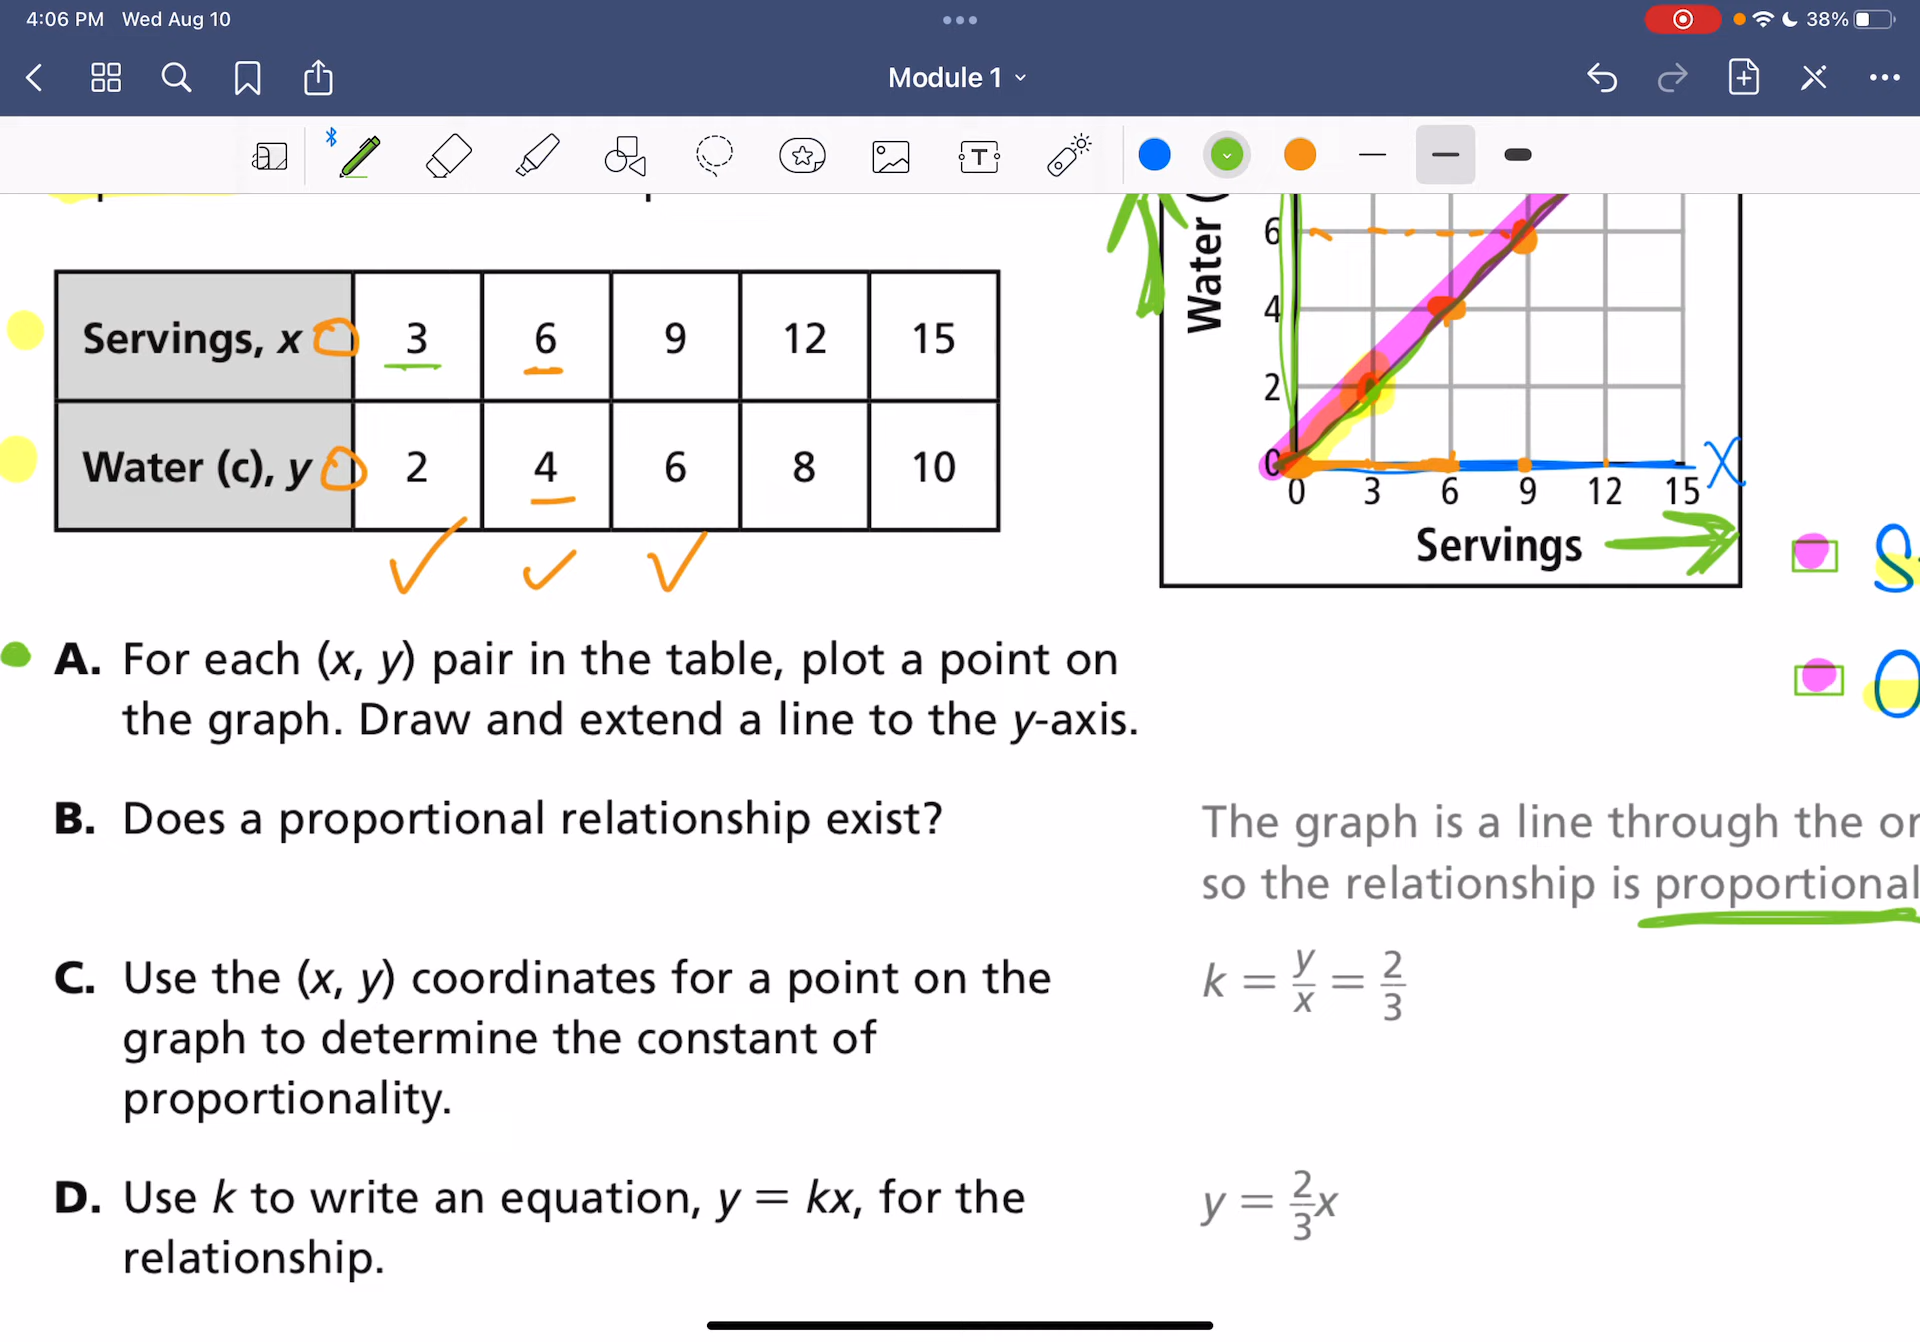 4:06 PM Wed Aug 10
38%
Module 1
T
Servings, x 3 6 9 12 15
Water (c), y 2 4 6 8 10
Water (
6
4
2
0
0 3 6 9 12 15 X
Servings
S
O
A. For each (x, y) pair in the table, plot a point on
the graph. Draw and extend a line to the y-axis.
B. Does a proportional relationship exist?
The graph is a line through the or
so the relationship is proportional
C. Use the (x, y) coordinates for a point on the
graph to determine the constant of
proportionality.
k = y/x = 2/3
D. Use k to write an equation, y = kx, for the
relationship.
y = 2/3x